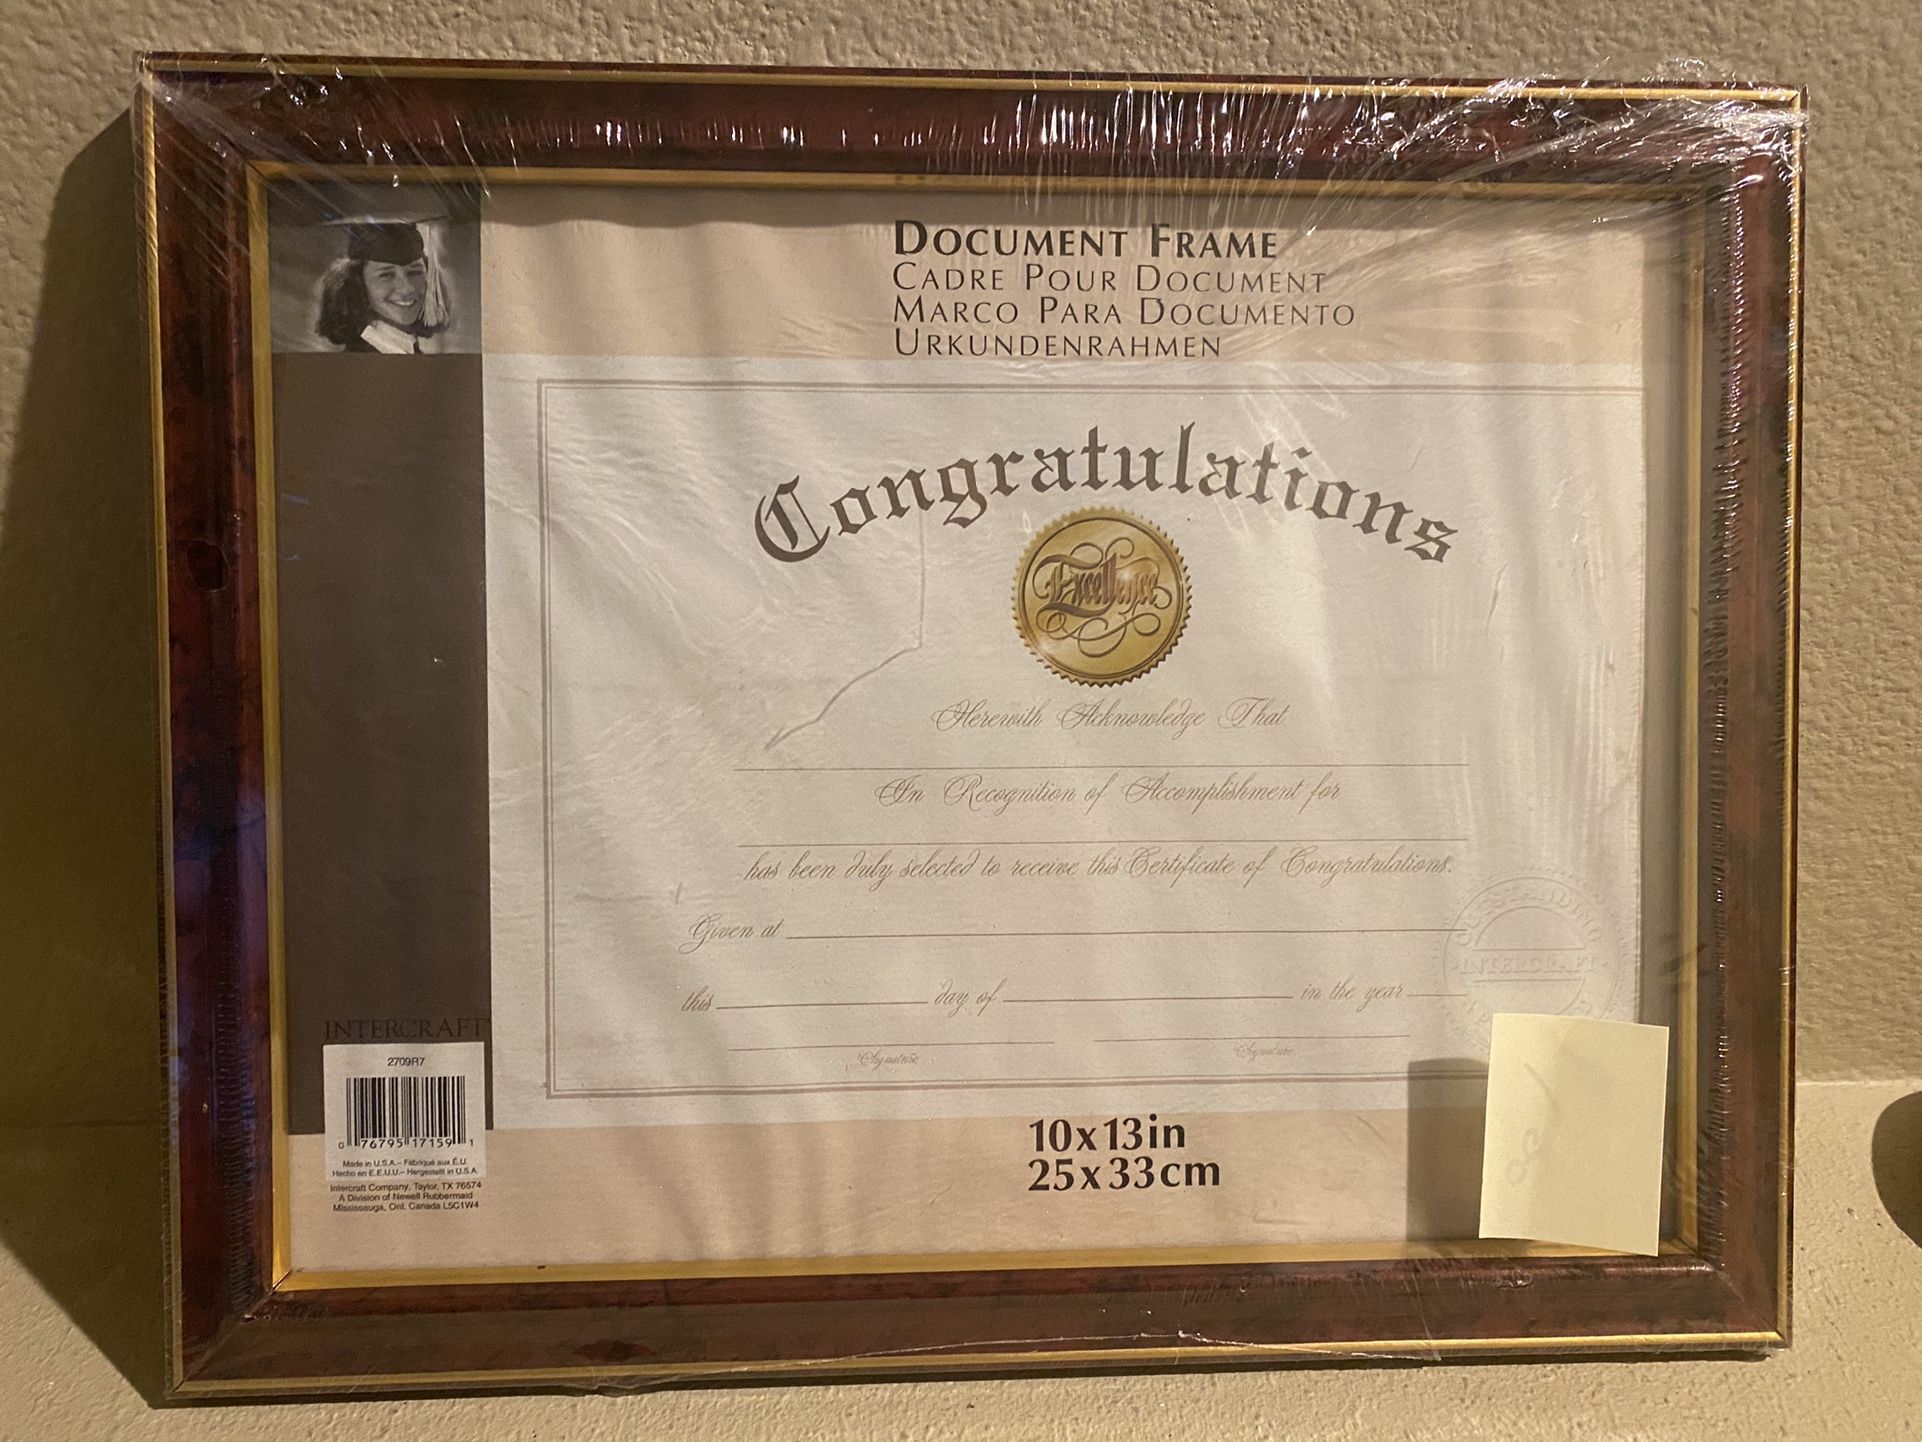 DOCUMENT FRAME
CADRE POUR DOCUMENT
MARCO PARA DOCUMENTO
URKUNDENRAHMEN
Congratulations
Excellence
Herewith Acknowledge That
In Recognition of Accomplishment for
has been duly selected to receive this Certificate of Congratulations.
Given at
this day of in the year
Signature Signature
OUTSTANDING
INTERCRAFT
INTERCRAFT
2709R7
0 76795 17159 1
Made in U.S.A.– Fabriqué aux É.U.
Hecho en E.E.U.U.– Hergestellt in U.S.A.
Intercraft Company, Taylor, TX 76574
A Division of Newell Rubbermaid
Mississauga, Ont. Canada L5C1W4
10x13in
25x33cm